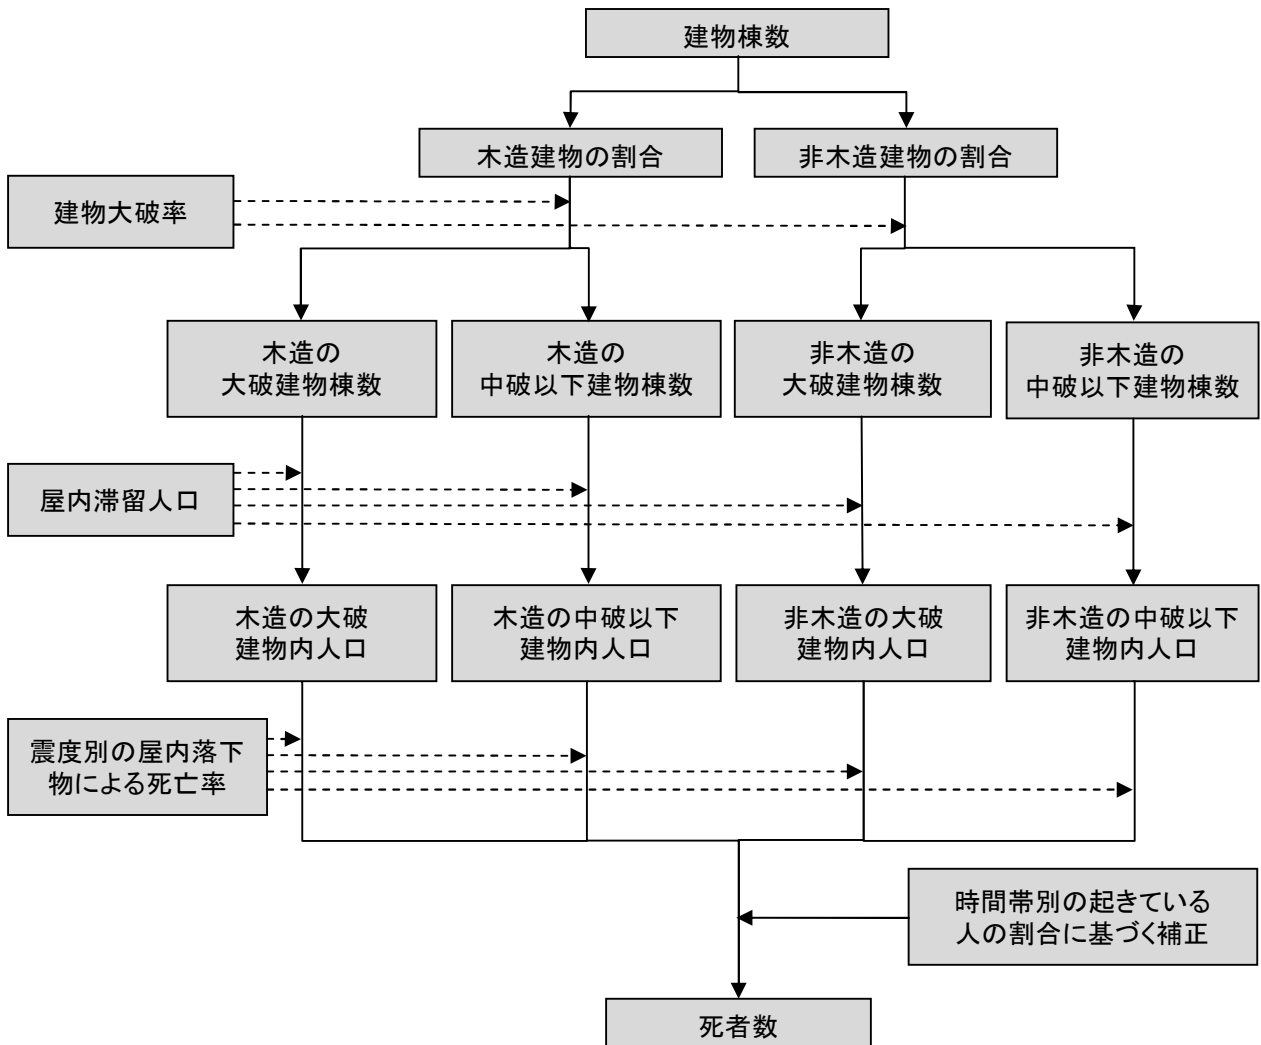 建物棟数
木造建物の割合
非木造建物の割合
建物大破率
木造の
大破建物棟数
木造の
中破以下建物棟数
非木造の
大破建物棟数
非木造の
中破以下建物棟数
屋内滞留人口
木造の大破
建物内人口
木造の中破以下
建物内人口
非木造の大破
建物内人口
非木造の中破以下
建物内人口
震度別の屋内落下
物による死亡率
時間帯別の起きている
人の割合に基づく補正
死者数